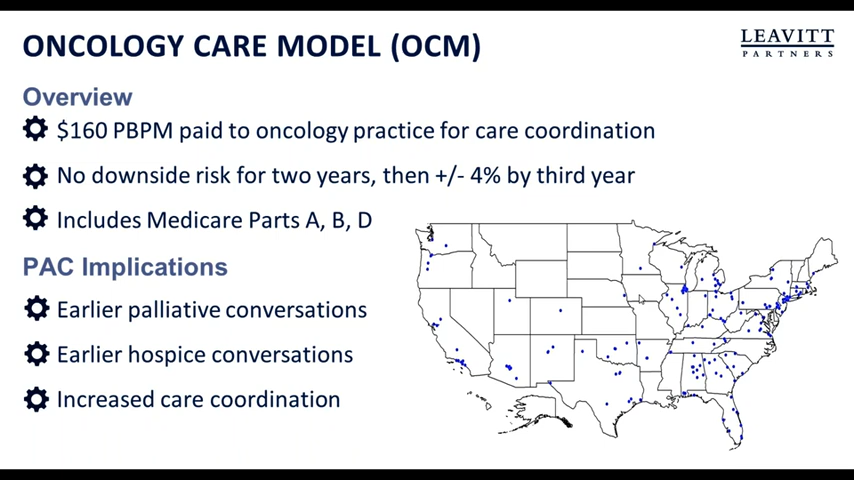 ONCOLOGY CARE MODEL (OCM)
LEAVITT
PARTNERS
Overview
$160 PBPM paid to oncology practice for care coordination
No downside risk for two years, then +/- 4% by third year
Includes Medicare Parts A, B, D
PAC Implications
Earlier palliative conversations
Earlier hospice conversations
Increased care coordination